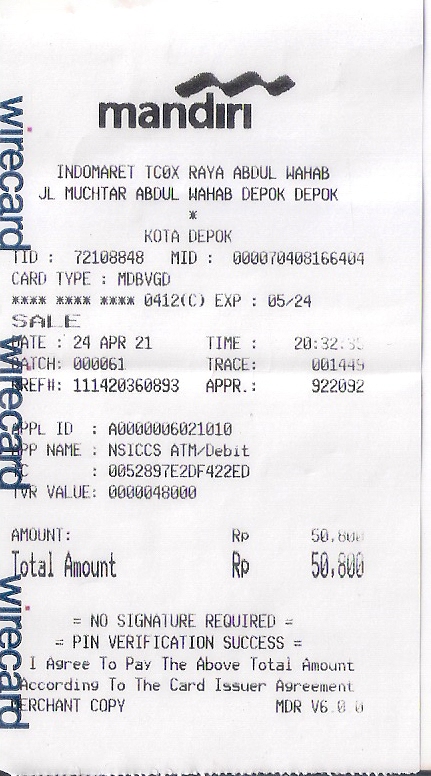 mandiri
INDOMARET TC0X RAYA ABDUL WAHAB
JL MUCHTAR ABDUL WAHAB DEPOK DEPOK
*
KOTA DEPOK
TID : 72108848 MID : 000070408166404
CARD TYPE : MDBVGD
**** **** **** 0412(C) EXP : 05/24
SALE
DATE : 24 APR 21 TIME : 20:32:
BATCH: 000061 TRACE: 001449
RREF#: 111420360893 APPR.: 922092
APPL ID : A0000006021010
APP NAME : NSICCS ATM/Debit
TC : 0052897E2DF422ED
TVR VALUE: 0000048000
AMOUNT: Rp 50,800
Total Amount Rp 50,800
= NO SIGNATURE REQUIRED =
= PIN VERIFICATION SUCCESS =
I Agree To Pay The Above Total Amount
According To The Card Issuer Agreement
MERCHANT COPY MDR V6.0 0
wirecard
wirecard
wirecard